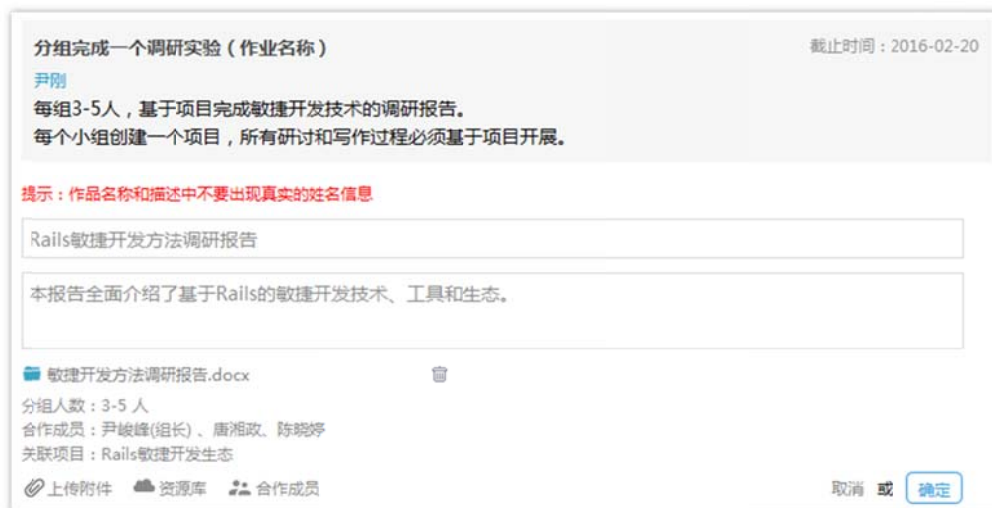 分组完成一个调研实验（作业名称）
截止时间：2016-02-20
尹刚
每组3-5人，基于项目完成敏捷开发技术的调研报告。
每个小组创建一个项目，所有研讨和写作过程必须基于项目开展。
提示：作品名称和描述中不要出现真实的姓名信息
Rails敏捷开发方法调研报告
本报告全面介绍了基于Rails的敏捷开发技术、工具和生态。
敏捷开发方法调研报告.docx
分组人数：3-5 人
合作成员：尹峻峰(组长) 、唐湘政、陈晓婷
关联项目：Rails敏捷开发生态
上传附件 资源库 合作成员 取消 或 确定